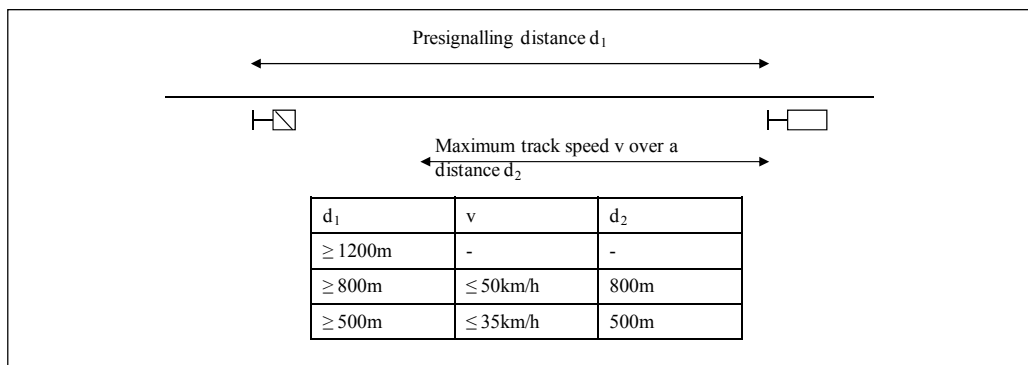 Presignalling distance d₁
Maximum track speed v over a
distance d₂
d₁ v d₂
≥ 1200m - -
≥ 800m ≤ 50km/h 800m
≥ 500m ≤ 35km/h 500m